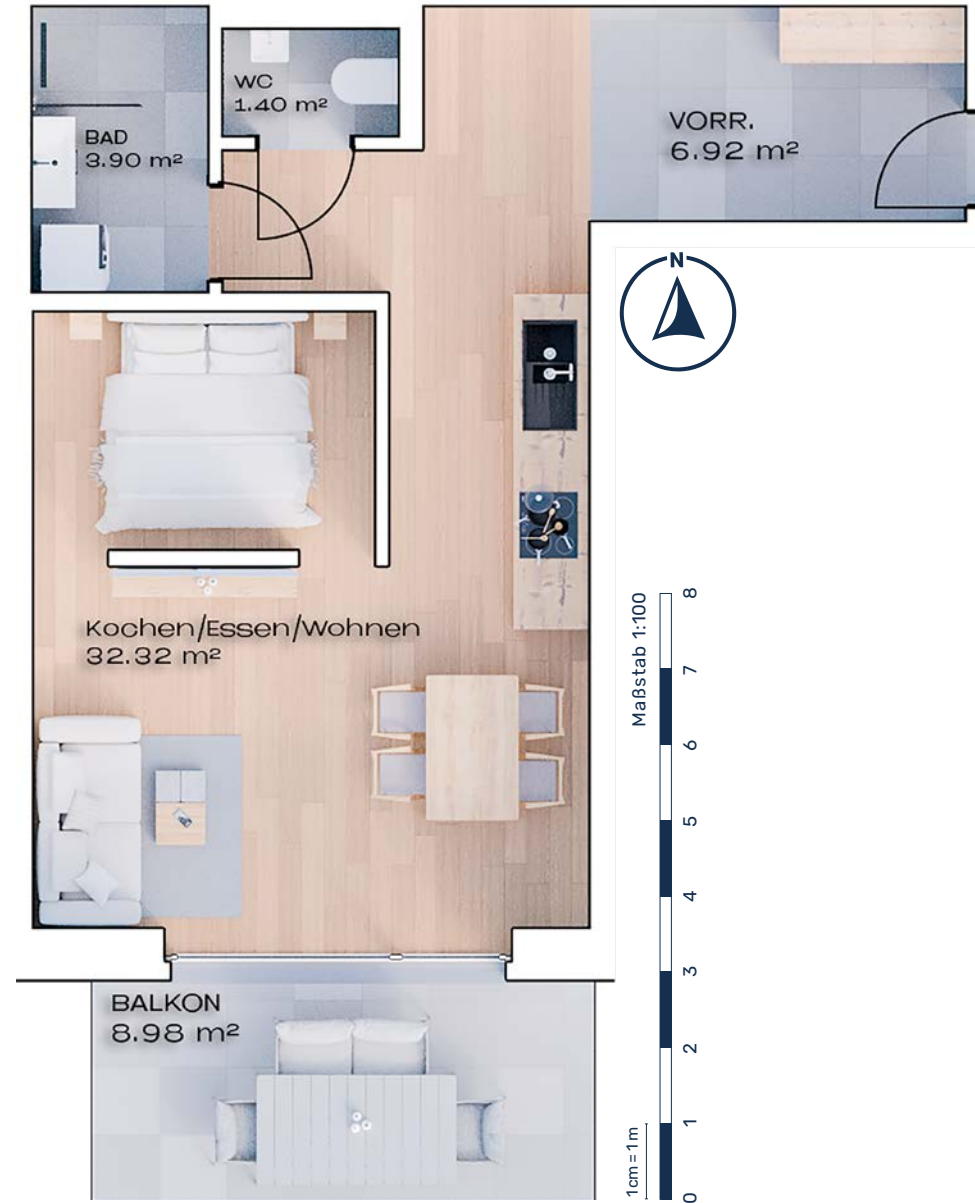 WC
1.40 m²
BAD
3.90 m²
VORR.
6.92 m²
N
Kochen/Essen/Wohnen
32.32 m²
BALKON
8.98 m²
Maßstab 1:100
8
7
6
5
4
3
2
1
0
1cm = 1m